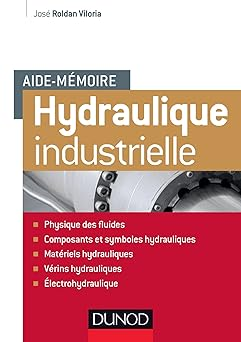 José Roldan Viloria
AIDE-MÉMOIRE
Hydraulique
industrielle
Physique des fluides
Composants et symboles hydrauliques
Matériels hydrauliques
Vérins hydrauliques
Électrohydraulique
DUNOD